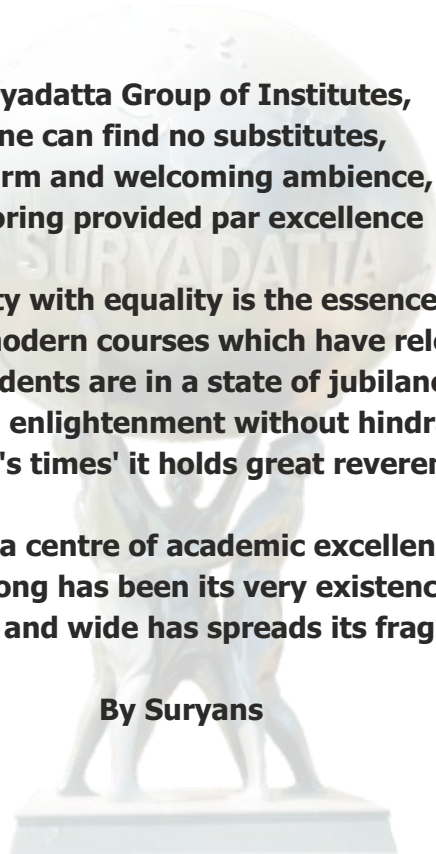 yadatta Group of Institutes,
ne can find no substitutes,
rm and welcoming ambience,
oring provided par excellence
SURYADATTA
ty with equality is the essence
nodern courses which have rele
dents are in a state of jubilanc
enlightenment without hindr
's times' it holds great reveren
a centre of academic excellen
ong has been its very existenc
and wide has spreads its frag
By Suryans